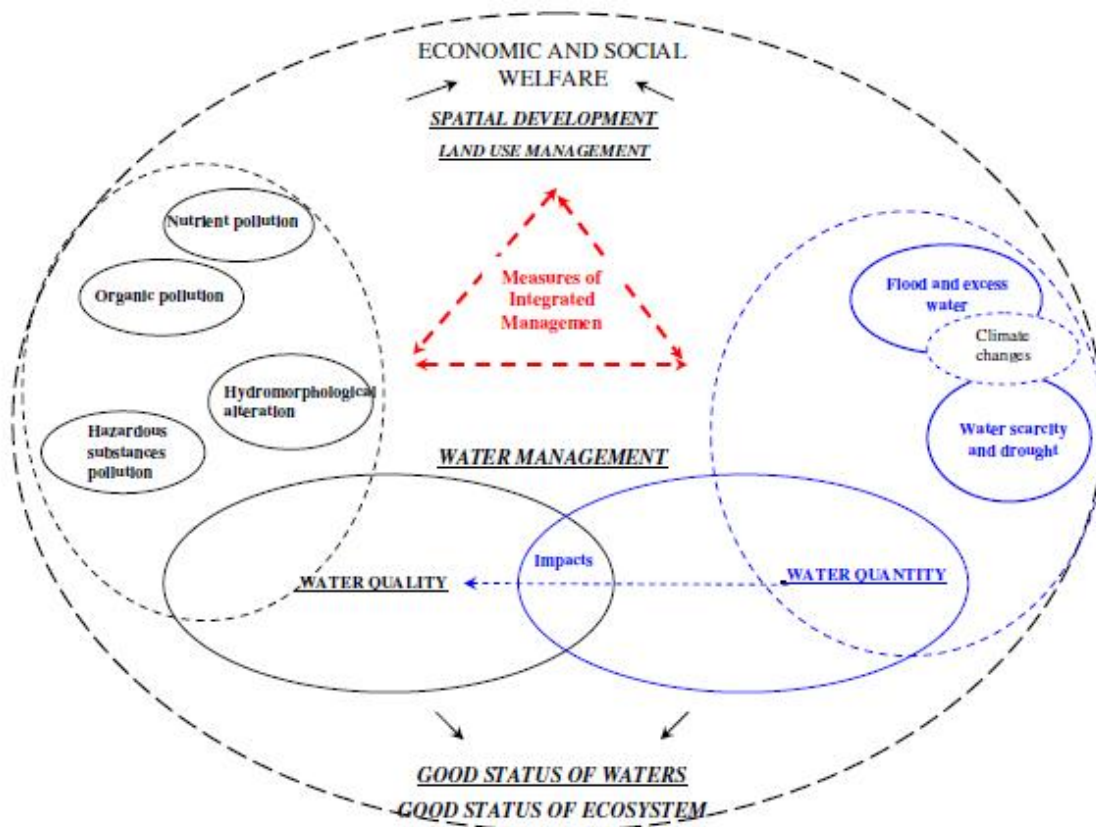 ECONOMIC AND SOCIAL
WELFARE
SPATIAL DEVELOPMENT
LAND USE MANAGEMENT
Nutrient pollution
Organic pollution
Hydromorphological
alteration
Hazardous
substances
pollution
Measures of
Integrated
Managemen
Flood and excess
water
Climate
changes
Water scarcity
and drought
WATER MANAGEMENT
Impacts
WATER QUALITY
WATER QUANTITY
GOOD STATUS OF WATERS
GOOD STATUS OF ECOSYSTEM